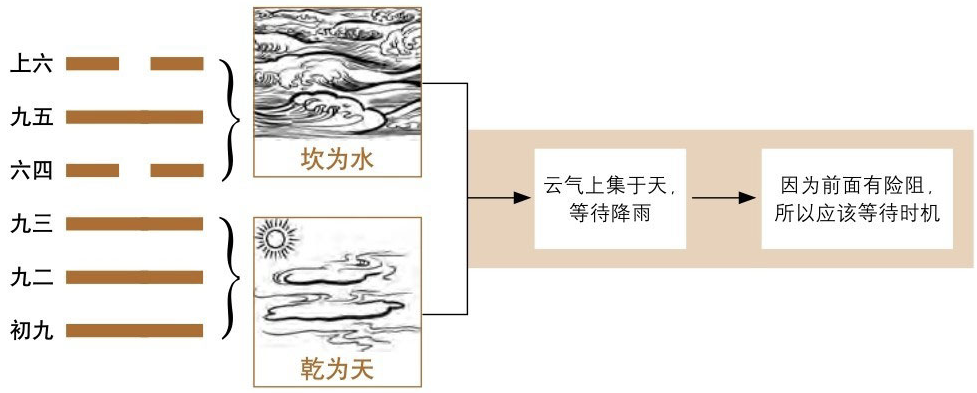 上六
九五
六四
九三
九二
初九
坎为水
乾为天
云气上集于天，
等待降雨
因为前面有险阻，
所以应该等待时机